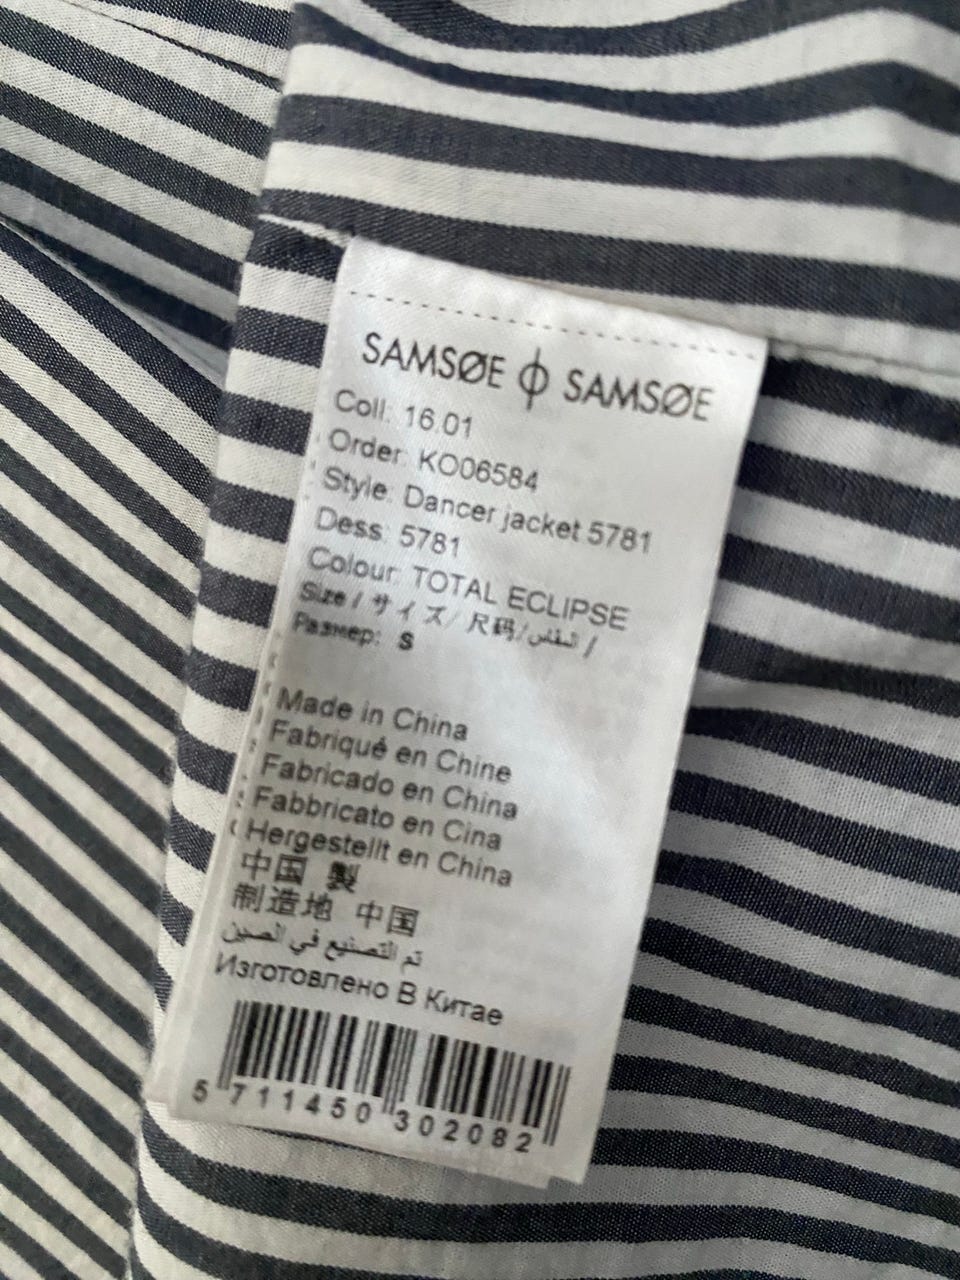 SAMSØE ϕ SAMSØE
Coll: 16.01
Order: KO06584
Style: Dancer jacket 5781
Dess: 5781
Colour: TOTAL ECLIPSE
Size / サイズ / 尺码 / /
Размер: S
Made in China
Fabriqué en Chine
Fabricado en China
Fabbricato en Cina
Hergestellt en China
中国 製
制造地 中国
تم التصنيع في الصين
Изготовлено В Китае
5 711450 302082